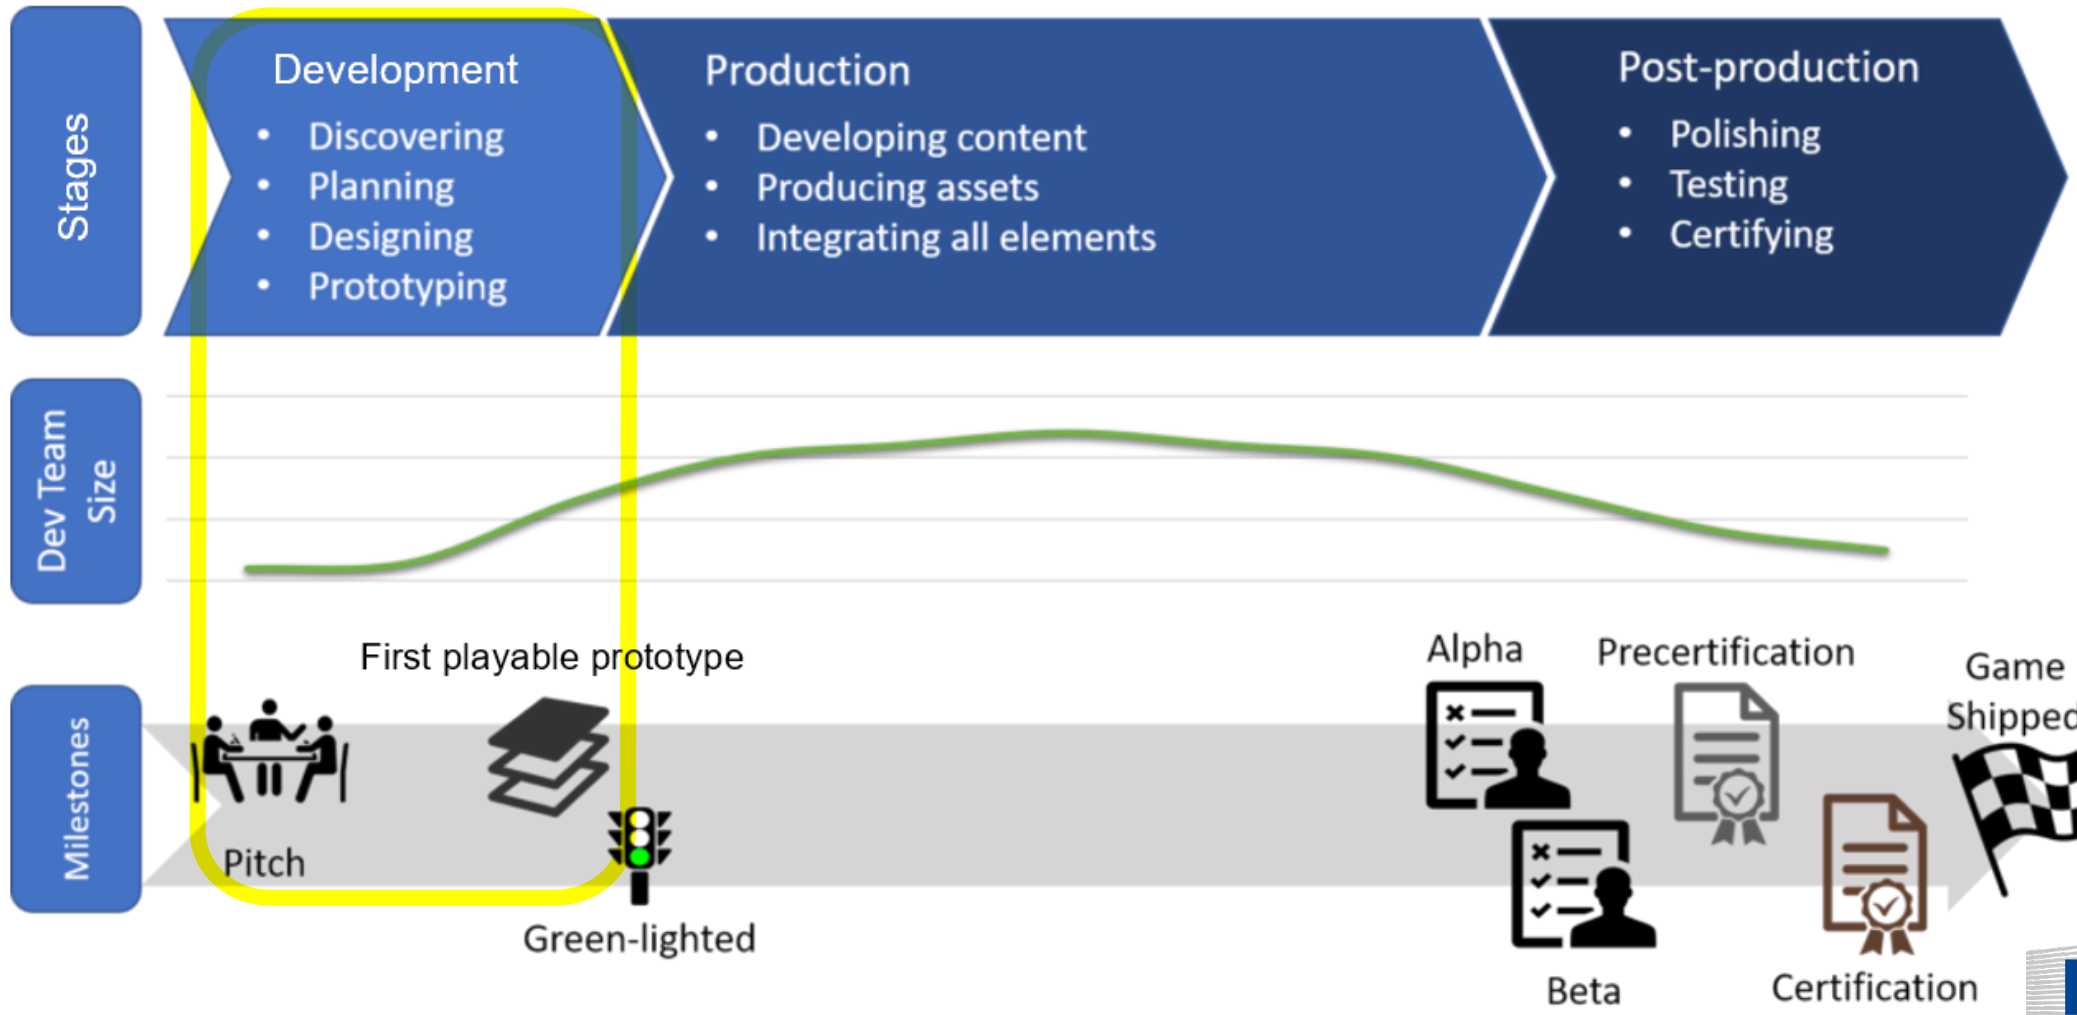 Stages
Development
• Discovering
• Planning
• Designing
• Prototyping
Production
• Developing content
• Producing assets
• Integrating all elements
Post-production
• Polishing
• Testing
• Certifying
Dev Team
Size
Milestones
First playable prototype
Pitch
Green-lighted
Alpha
Beta
Precertification
Certification
Game
Shipped